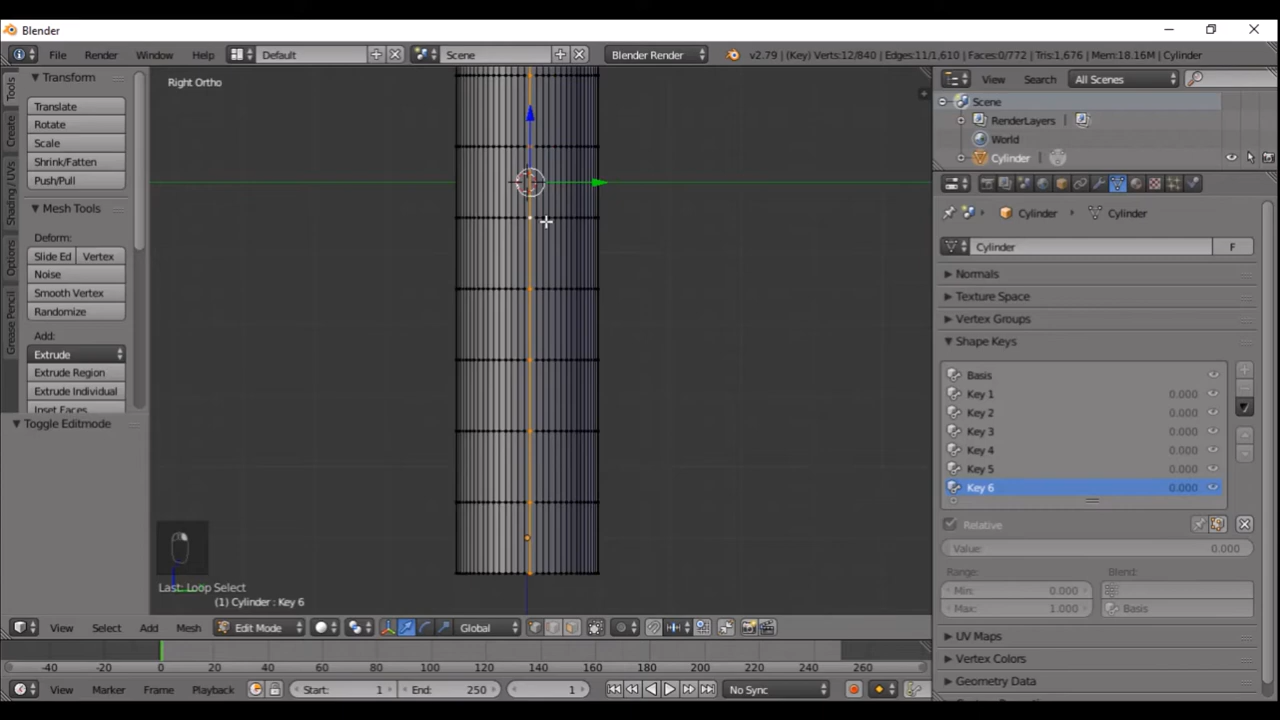 Blender
File Render Window Help Default Scene Blender Render v2.79 | (Key) Verts:12/840 | Edges:11/1,610 | Faces:0/772 | Tris:1,676 | Mem:18.16M | Cylinder
Tools
Create
Shading / UVs
Options
Grease Pencil
Transform
Translate
Rotate
Scale
Shrink/Fatten
Push/Pull
Mesh Tools
Deform:
Slide Ed Vertex
Noise
Smooth Vertex
Randomize
Add:
Extrude
Extrude Region
Extrude Individual
Inset Faces
Toggle Editmode
Right Ortho
Last: Loop Select
(1) Cylinder : Key 6
View Select Add Mesh Edit Mode Global
View Search All Scenes
Scene
RenderLayers
World
Cylinder
Cylinder Cylinder
Cylinder F
Normals
Texture Space
Vertex Groups
Shape Keys
Basis
Key 1 0.000
Key 2 0.000
Key 3 0.000
Key 4 0.000
Key 5 0.000
Key 6 0.000
Relative
Value: 0.000
Range: Blend:
Min: 0.000
Max: 1.000 Basis
UV Maps
Vertex Colors
Geometry Data
-40 -20 0 20 40 60 80 100 120 140 160 180 200 220 240 260
View Marker Frame Playback Start: 1 End: 250 1 No Sync